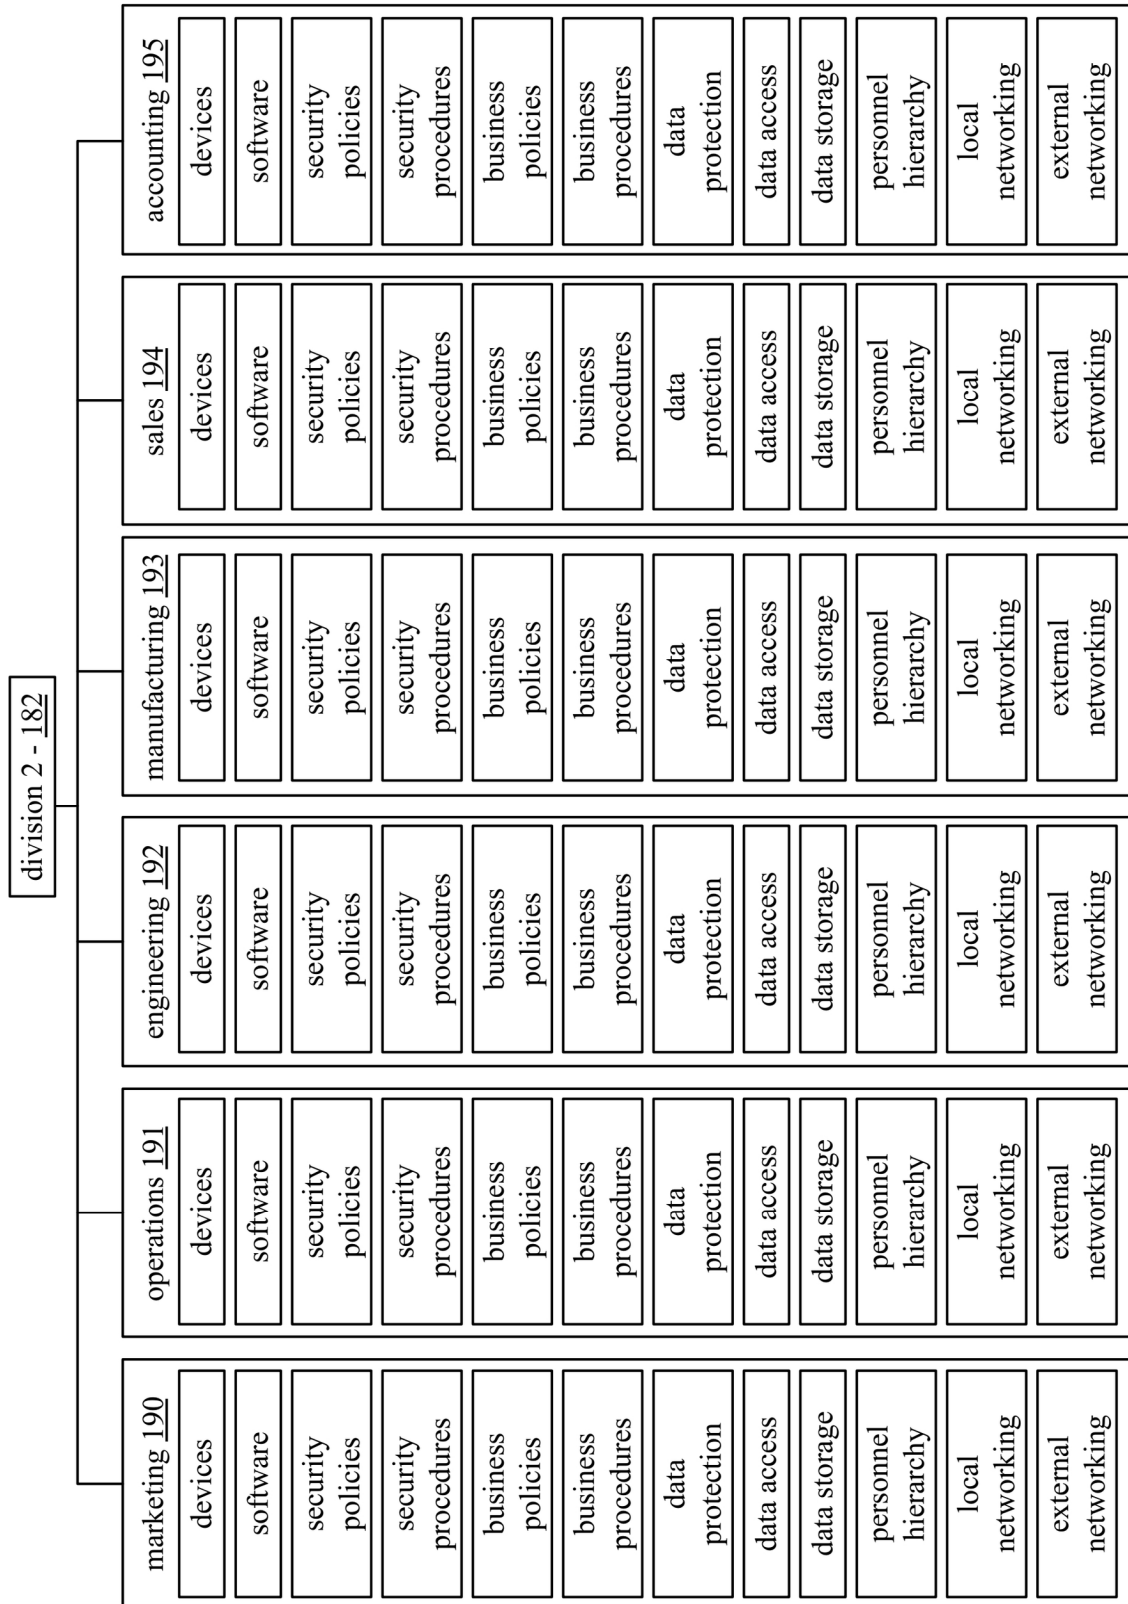 division 2 - 182
marketing 190
devices
software
security
policies
security
procedures
business
policies
business
procedures
data
protection
data access
data storage
personnel
hierarchy
local
networking
external
networking
operations 191
devices
software
security
policies
security
procedures
business
policies
business
procedures
data
protection
data access
data storage
personnel
hierarchy
local
networking
external
networking
engineering 192
devices
software
security
policies
security
procedures
business
policies
business
procedures
data
protection
data access
data storage
personnel
hierarchy
local
networking
external
networking
manufacturing 193
devices
software
security
policies
security
procedures
business
policies
business
procedures
data
protection
data access
data storage
personnel
hierarchy
local
networking
external
networking
sales 194
devices
software
security
policies
security
procedures
business
policies
business
procedures
data
protection
data access
data storage
personnel
hierarchy
local
networking
external
networking
accounting 195
devices
software
security
policies
security
procedures
business
policies
business
procedures
data
protection
data access
data storage
personnel
hierarchy
local
networking
external
networking